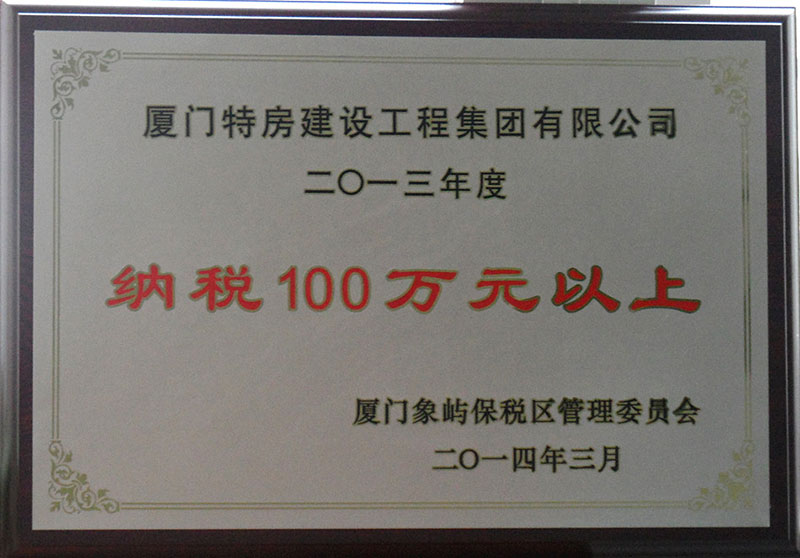 厦门特房建设工程集团有限公司
二〇一三年度
纳税100万元以上
厦门象屿保税区管理委员会
二〇一四年三月